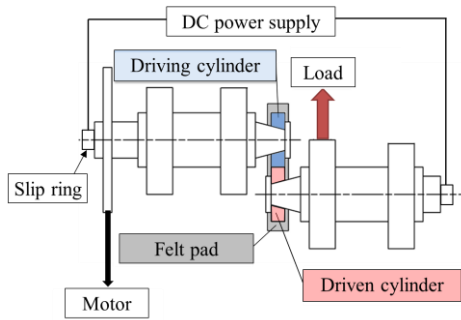 DC power supply
Driving cylinder
Load
Slip ring
Felt pad
Driven cylinder
Motor